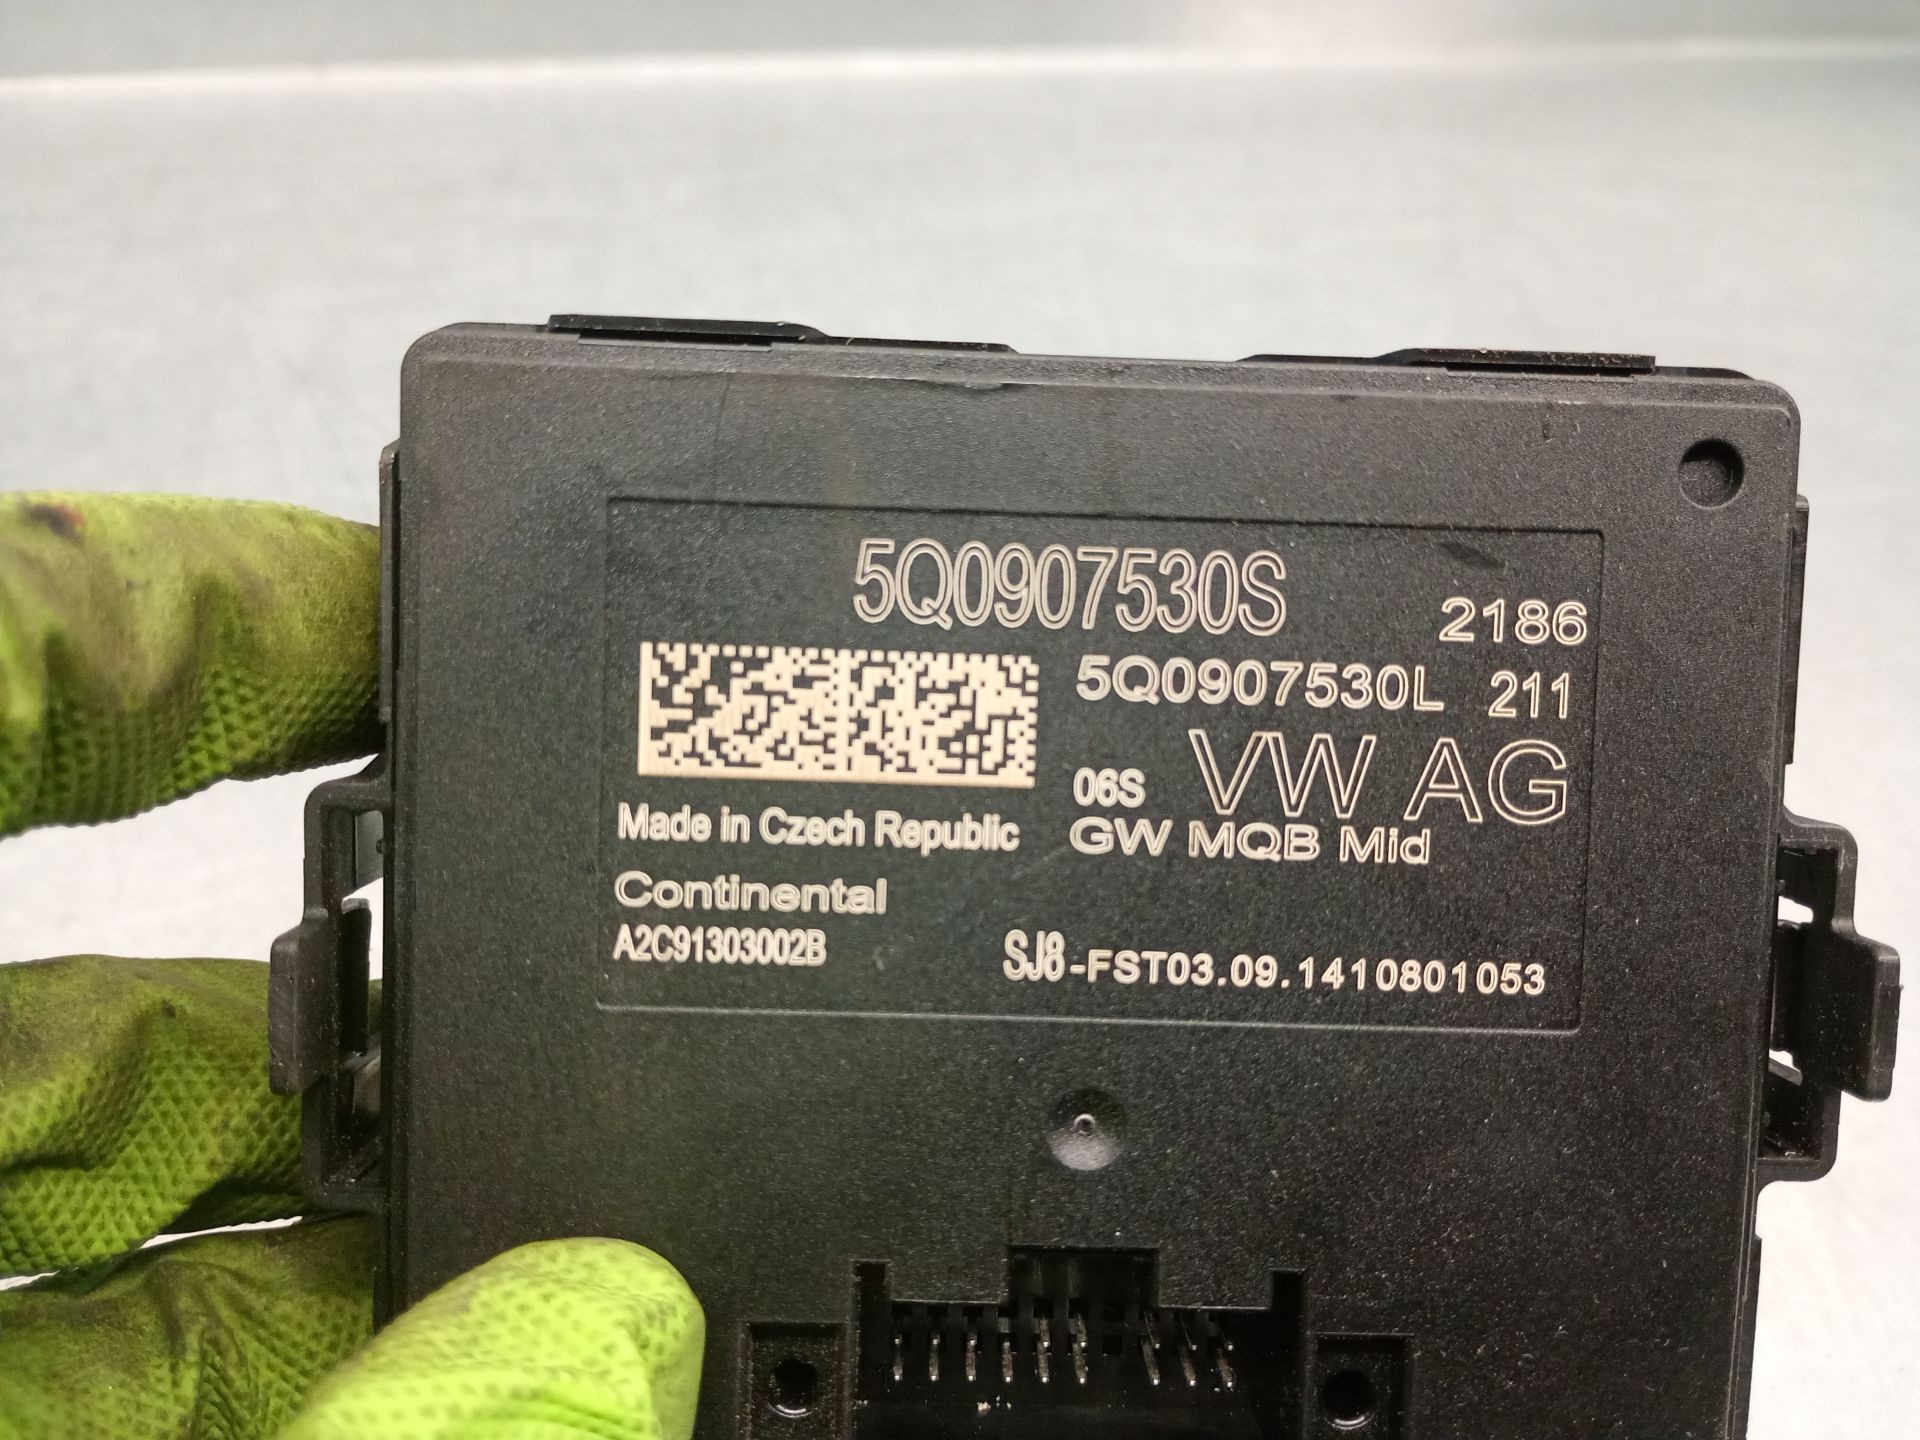 5Q0907530S
2186
5Q0907530L 211
06S VW AG
GW MQB Mid
Made in Czech Republic
Continental
A2C91303002B
SJ8-FST03.09.1410801053